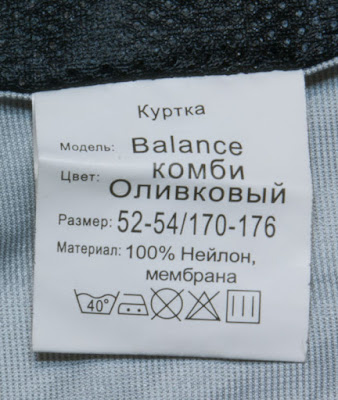 Куртка
Модель: Balance
комби
Цвет: Оливковый
Размер: 52-54/170-176
Материал: 100% Нейлон,
мембрана
40°